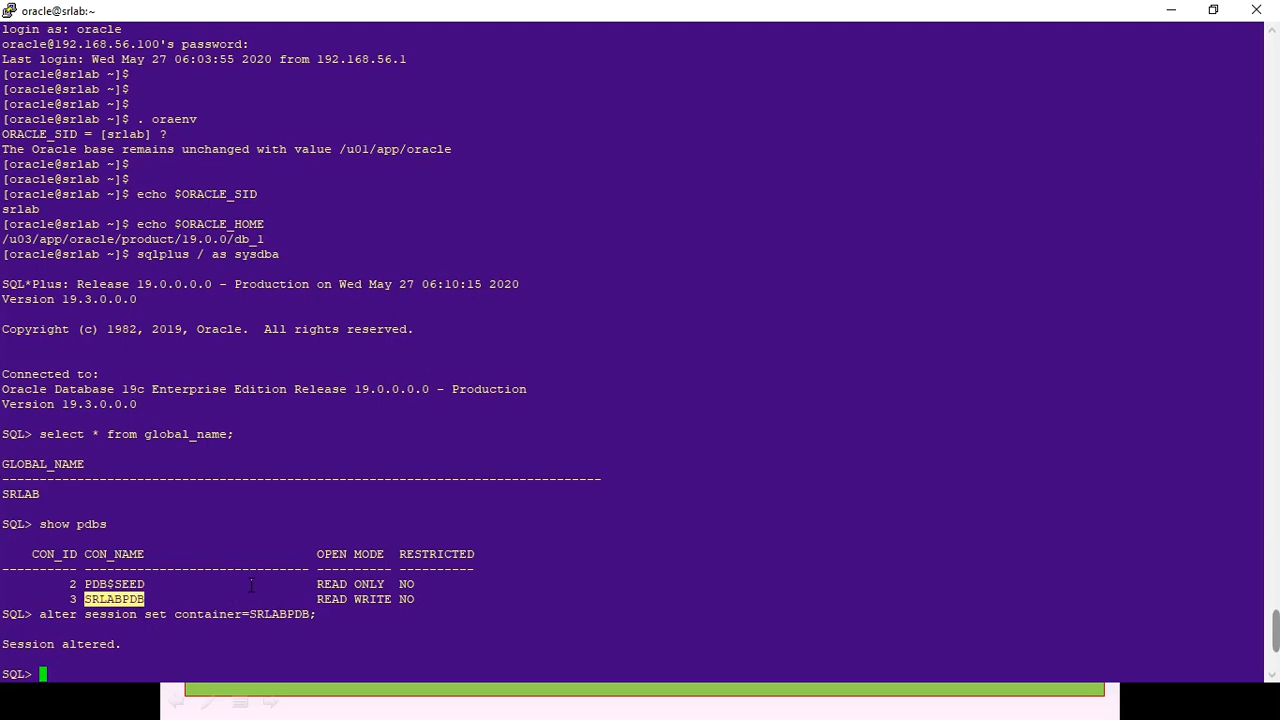 oracle@srlab:~
login as: oracle
oracle@192.168.56.100's password:
Last login: Wed May 27 06:03:55 2020 from 192.168.56.1
[oracle@srlab ~]$
[oracle@srlab ~]$
[oracle@srlab ~]$
[oracle@srlab ~]$ . oraenv
ORACLE_SID = [srlab] ?
The Oracle base remains unchanged with value /u01/app/oracle
[oracle@srlab ~]$
[oracle@srlab ~]$
[oracle@srlab ~]$ echo $ORACLE_SID
srlab
[oracle@srlab ~]$ echo $ORACLE_HOME
/u03/app/oracle/product/19.0.0/db_1
[oracle@srlab ~]$ sqlplus / as sysdba
SQL*Plus: Release 19.0.0.0.0 - Production on Wed May 27 06:10:15 2020
Version 19.3.0.0.0
Copyright (c) 1982, 2019, Oracle.  All rights reserved.
Connected to:
Oracle Database 19c Enterprise Edition Release 19.0.0.0.0 - Production
Version 19.3.0.0.0
SQL> select * from global_name;
GLOBAL_NAME
--------------------------------------------------------------------------------
SRLAB
SQL> show pdbs
    CON_ID CON_NAME                       OPEN MODE  RESTRICTED
---------- ------------------------------ ---------- ----------
         2 PDB$SEED                       READ ONLY  NO
         3 SRLABPDB                       READ WRITE NO
SQL> alter session set container=SRLABPDB;
Session altered.
SQL>